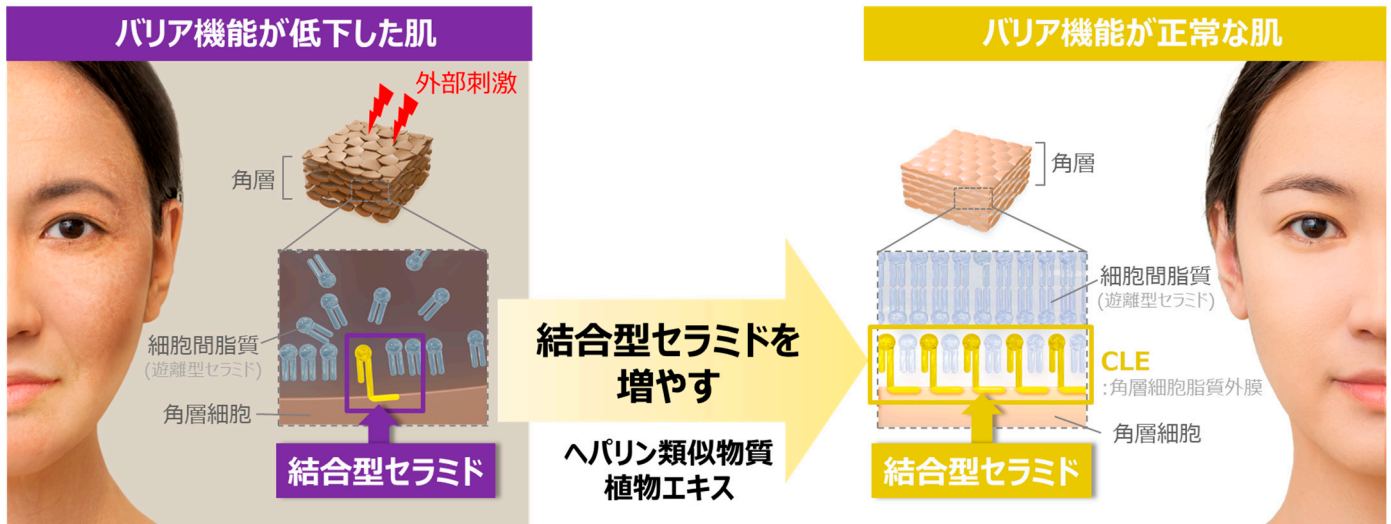 バリア機能が低下した肌
外部刺激
角層
細胞間脂質
(遊離型セラミド)
角層細胞
結合型セラミド
結合型セラミドを
増やす
ヘパリン類似物質
植物エキス
バリア機能が正常な肌
角層
細胞間脂質
(遊離型セラミド)
CLE
:角層細胞脂質外膜
角層細胞
結合型セラミド